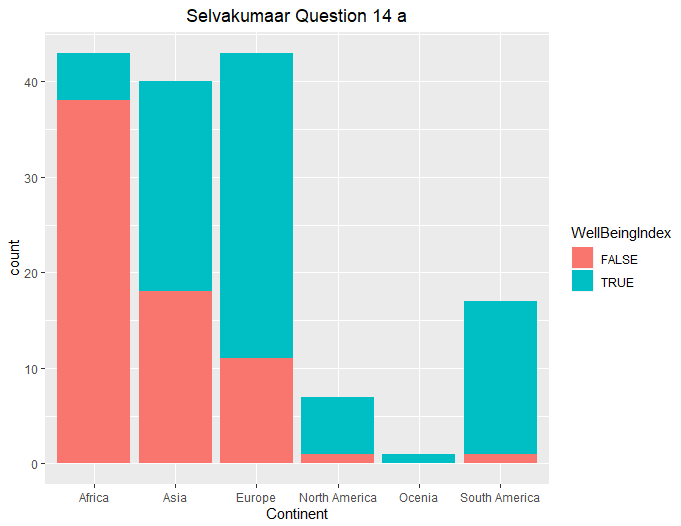 Selvakumaar Question 14 a
count
40
30
20
10
0
Africa
Asia
Europe
North America
Ocenia
South America
Continent
WellBeingIndex
FALSE
TRUE